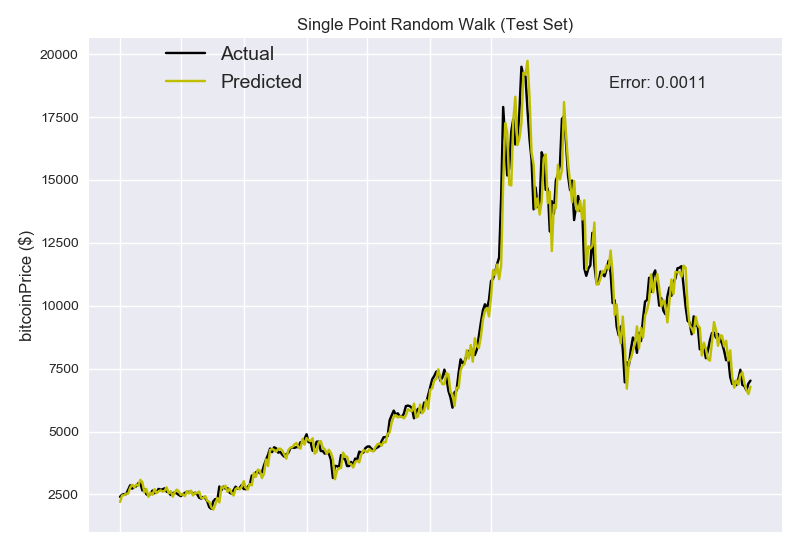 Single Point Random Walk (Test Set)
Actual
Predicted
Error: 0.0011
bitcoinPrice ($)
20000
17500
15000
12500
10000
7500
5000
2500